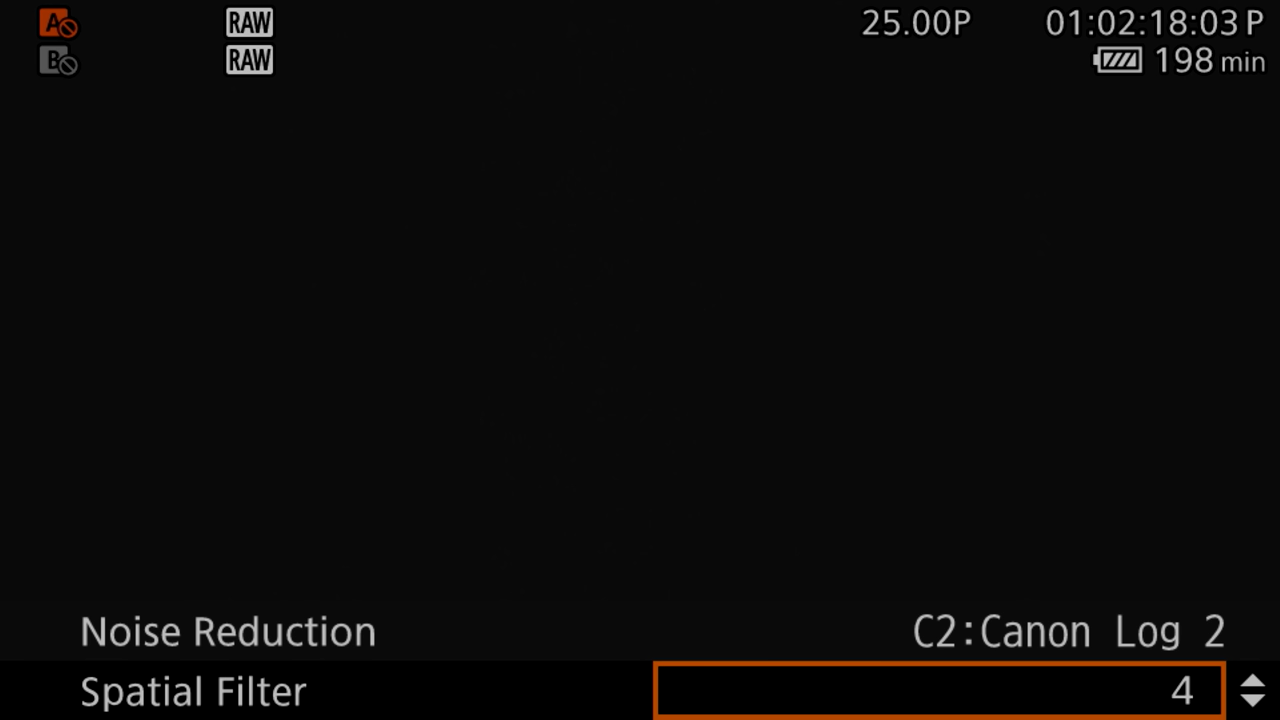 A RAW 25.00P 01:02:18:03 P
B RAW 198 min
Noise Reduction C2:Canon Log 2
Spatial Filter 4